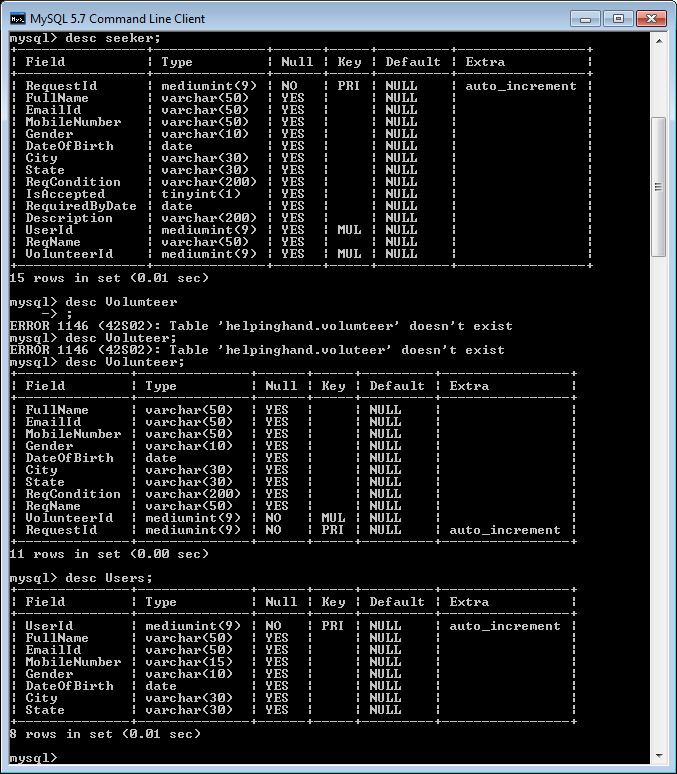 MySQL 5.7 Command Line Client
mysql> desc seeker;
+----------------+--------------+------+-----+---------+----------------+
| Field          | Type         | Null | Key | Default | Extra          |
+----------------+--------------+------+-----+---------+----------------+
| RequestId      | mediumint(9) | NO   | PRI | NULL    | auto_increment |
| FullName       | varchar(50)  | YES  |     | NULL    |                |
| EmailId        | varchar(50)  | YES  |     | NULL    |                |
| MobileNumber   | varchar(50)  | YES  |     | NULL    |                |
| Gender         | varchar(10)  | YES  |     | NULL    |                |
| DateOfBirth    | date         | YES  |     | NULL    |                |
| City           | varchar(30)  | YES  |     | NULL    |                |
| State          | varchar(30)  | YES  |     | NULL    |                |
| ReqCondition   | varchar(200) | YES  |     | NULL    |                |
| IsAccepted     | tinyint(1)   | YES  |     | NULL    |                |
| RequiredByDate | date         | YES  |     | NULL    |                |
| Description    | varchar(200) | YES  |     | NULL    |                |
| UserId         | mediumint(9) | YES  | MUL | NULL    |                |
| ReqName        | varchar(50)  | YES  |     | NULL    |                |
| VolunteerId    | mediumint(9) | YES  | MUL | NULL    |                |
+----------------+--------------+------+-----+---------+----------------+
15 rows in set (0.01 sec)
mysql> desc Volumteer
    -> ;
ERROR 1146 (42S02): Table 'helpinghand.volumteer' doesn't exist
mysql> desc Voluteer;
ERROR 1146 (42S02): Table 'helpinghand.voluteer' doesn't exist
mysql> desc Volunteer;
+--------------+--------------+------+-----+---------+----------------+
| Field        | Type         | Null | Key | Default | Extra          |
+--------------+--------------+------+-----+---------+----------------+
| FullName     | varchar(50)  | YES  |     | NULL    |                |
| EmailId      | varchar(50)  | YES  |     | NULL    |                |
| MobileNumber | varchar(50)  | YES  |     | NULL    |                |
| Gender       | varchar(10)  | YES  |     | NULL    |                |
| DateOfBirth  | date         | YES  |     | NULL    |                |
| City         | varchar(30)  | YES  |     | NULL    |                |
| State        | varchar(30)  | YES  |     | NULL    |                |
| ReqCondition | varchar(200) | YES  |     | NULL    |                |
| ReqName      | varchar(50)  | YES  |     | NULL    |                |
| VolunteerId  | mediumint(9) | NO   | MUL | NULL    |                |
| RequestId    | mediumint(9) | NO   | PRI | NULL    | auto_increment |
+--------------+--------------+------+-----+---------+----------------+
11 rows in set (0.00 sec)
mysql> desc Users;
+--------------+--------------+------+-----+---------+----------------+
| Field        | Type         | Null | Key | Default | Extra          |
+--------------+--------------+------+-----+---------+----------------+
| UserId       | mediumint(9) | NO   | PRI | NULL    | auto_increment |
| FullName     | varchar(50)  | YES  |     | NULL    |                |
| EmailId      | varchar(50)  | YES  |     | NULL    |                |
| MobileNumber | varchar(15)  | YES  |     | NULL    |                |
| Gender       | varchar(10)  | YES  |     | NULL    |                |
| DateOfBirth  | date         | YES  |     | NULL    |                |
| City         | varchar(30)  | YES  |     | NULL    |                |
| State        | varchar(30)  | YES  |     | NULL    |                |
+--------------+--------------+------+-----+---------+----------------+
8 rows in set (0.01 sec)
mysql>